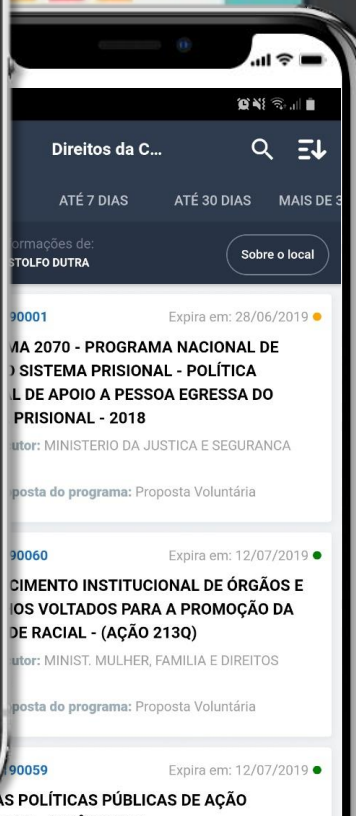 Direitos da C...
ATÉ 7 DIAS ATÉ 30 DIAS MAIS DE 3
ormações de:
STOLFO DUTRA
Sobre o local
90001 Expira em: 28/06/2019
MA 2070 - PROGRAMA NACIONAL DE
O SISTEMA PRISIONAL - POLÍTICA
L DE APOIO A PESSOA EGRESSA DO
PRISIONAL - 2018
utor: MINISTERIO DA JUSTICA E SEGURANCA
posta do programa: Proposta Voluntária
90060 Expira em: 12/07/2019
CIMENTO INSTITUCIONAL DE ÓRGÃOS E
IOS VOLTADOS PARA A PROMOÇÃO DA
DE RACIAL - (AÇÃO 213Q)
utor: MINIST. MULHER, FAMILIA E DIREITOS
posta do programa: Proposta Voluntária
190059 Expira em: 12/07/2019
AS POLÍTICAS PÚBLICAS DE AÇÃO